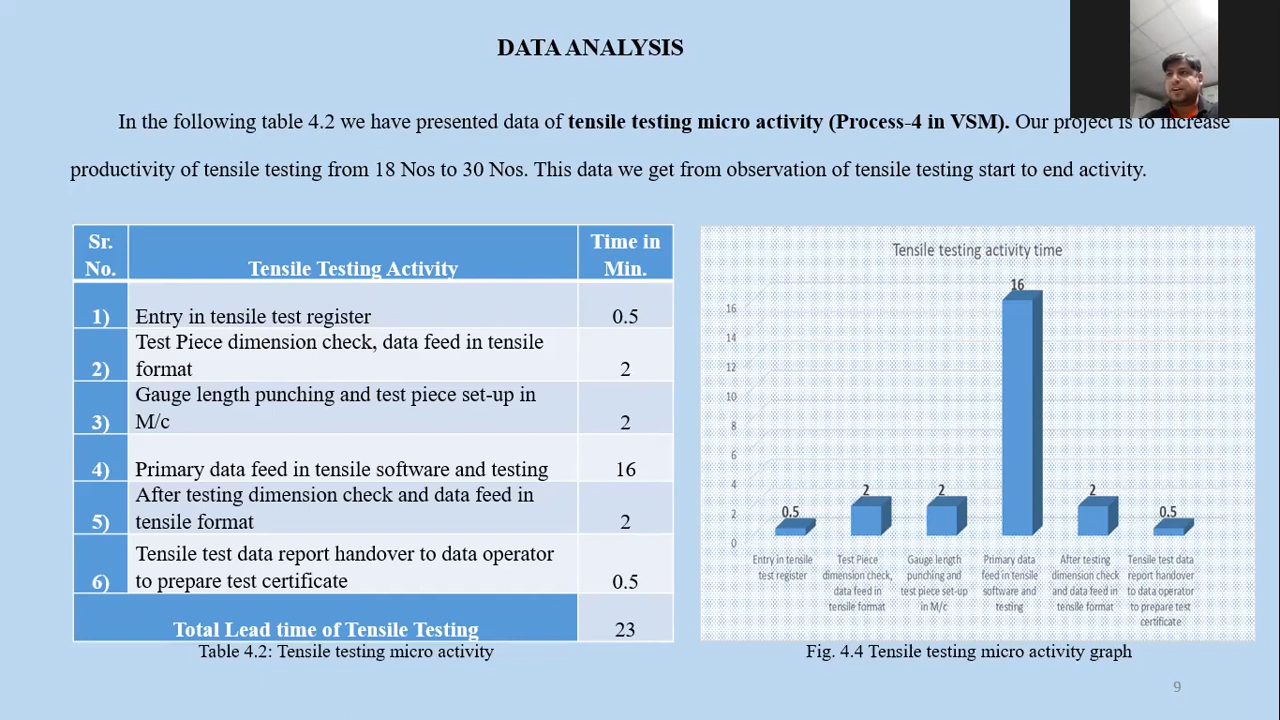 DATA ANALYSIS
In the following table 4.2 we have presented data of tensile testing micro activity (Process-4 in VSM). Our project is to increase
productivity of tensile testing from 18 Nos to 30 Nos. This data we get from observation of tensile testing start to end activity.
Sr. No. Tensile Testing Activity Time in Min.
1) Entry in tensile test register 0.5
2) Test Piece dimension check, data feed in tensile format 2
3) Gauge length punching and test piece set-up in M/c 2
4) Primary data feed in tensile software and testing 16
5) After testing dimension check and data feed in tensile format 2
6) Tensile test data report handover to data operator to prepare test certificate 0.5
Total Lead time of Tensile Testing 23
Table 4.2: Tensile testing micro activity
Tensile testing activity time
16
14
12
10
8
6
4
2
0
0.5
2
2
16
2
0.5
Entry in tensile test register
Test Piece dimension check, data feed in tensile format
Gauge length punching and test piece set-up in M/c
Primary data feed in tensile software and testing
After testing dimension check and data feed in tensile format
Tensile test data report handover to data operator to prepare test certificate
Fig. 4.4 Tensile testing micro activity graph
9